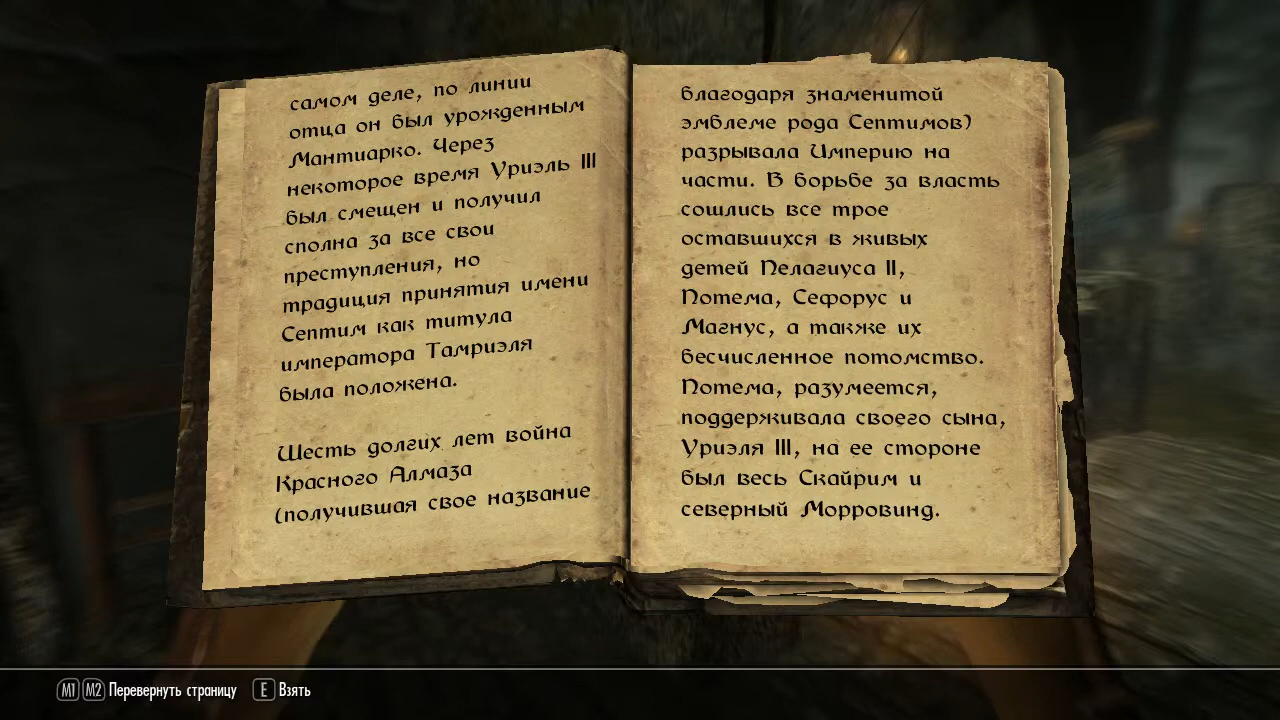 самом деле, по линии
отца он был урожденным
Мантиарко. Через
некоторое время Уриэль III
был смещен и получил
сполна за все свои
преступления, но
традиция принятия имени
Септим как титула
императора Тамриэля
была положена.
Шесть долгих лет война
Красного Алмаза
(получившая свое название
благодаря знаменитой
эмблеме рода Септимов)
разрывала Империю на
части. В борьбе за власть
сошлись все трое
оставшихся в живых
детей Пелагиуса II,
Потема, Сефорус и
Магнус, а также их
бесчисленное потомство.
Потема, разумеется,
поддерживала своего сына,
Уриэля III, на ее стороне
был весь Скайрим и
северный Морровинд.
M1 M2 Перевернуть страницу E Взять